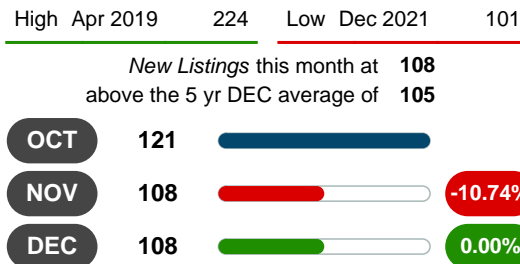 High Apr 2019 224 Low Dec 2021 101
New Listings this month at 108
above the 5 yr DEC average of 105
OCT 121
NOV 108 -10.74%
DEC 108 0.00%